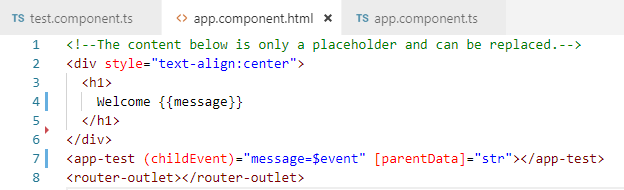 TS test.component.ts <> app.component.html × TS app.component.ts
1 <!--The content below is only a placeholder and can be replaced.-->
2 <div style="text-align:center">
3 <h1>
4 Welcome {{message}}
5 </h1>
6 </div>
7 <app-test (childEvent)="message=$event" [parentData]="str"></app-test>
8 <router-outlet></router-outlet>